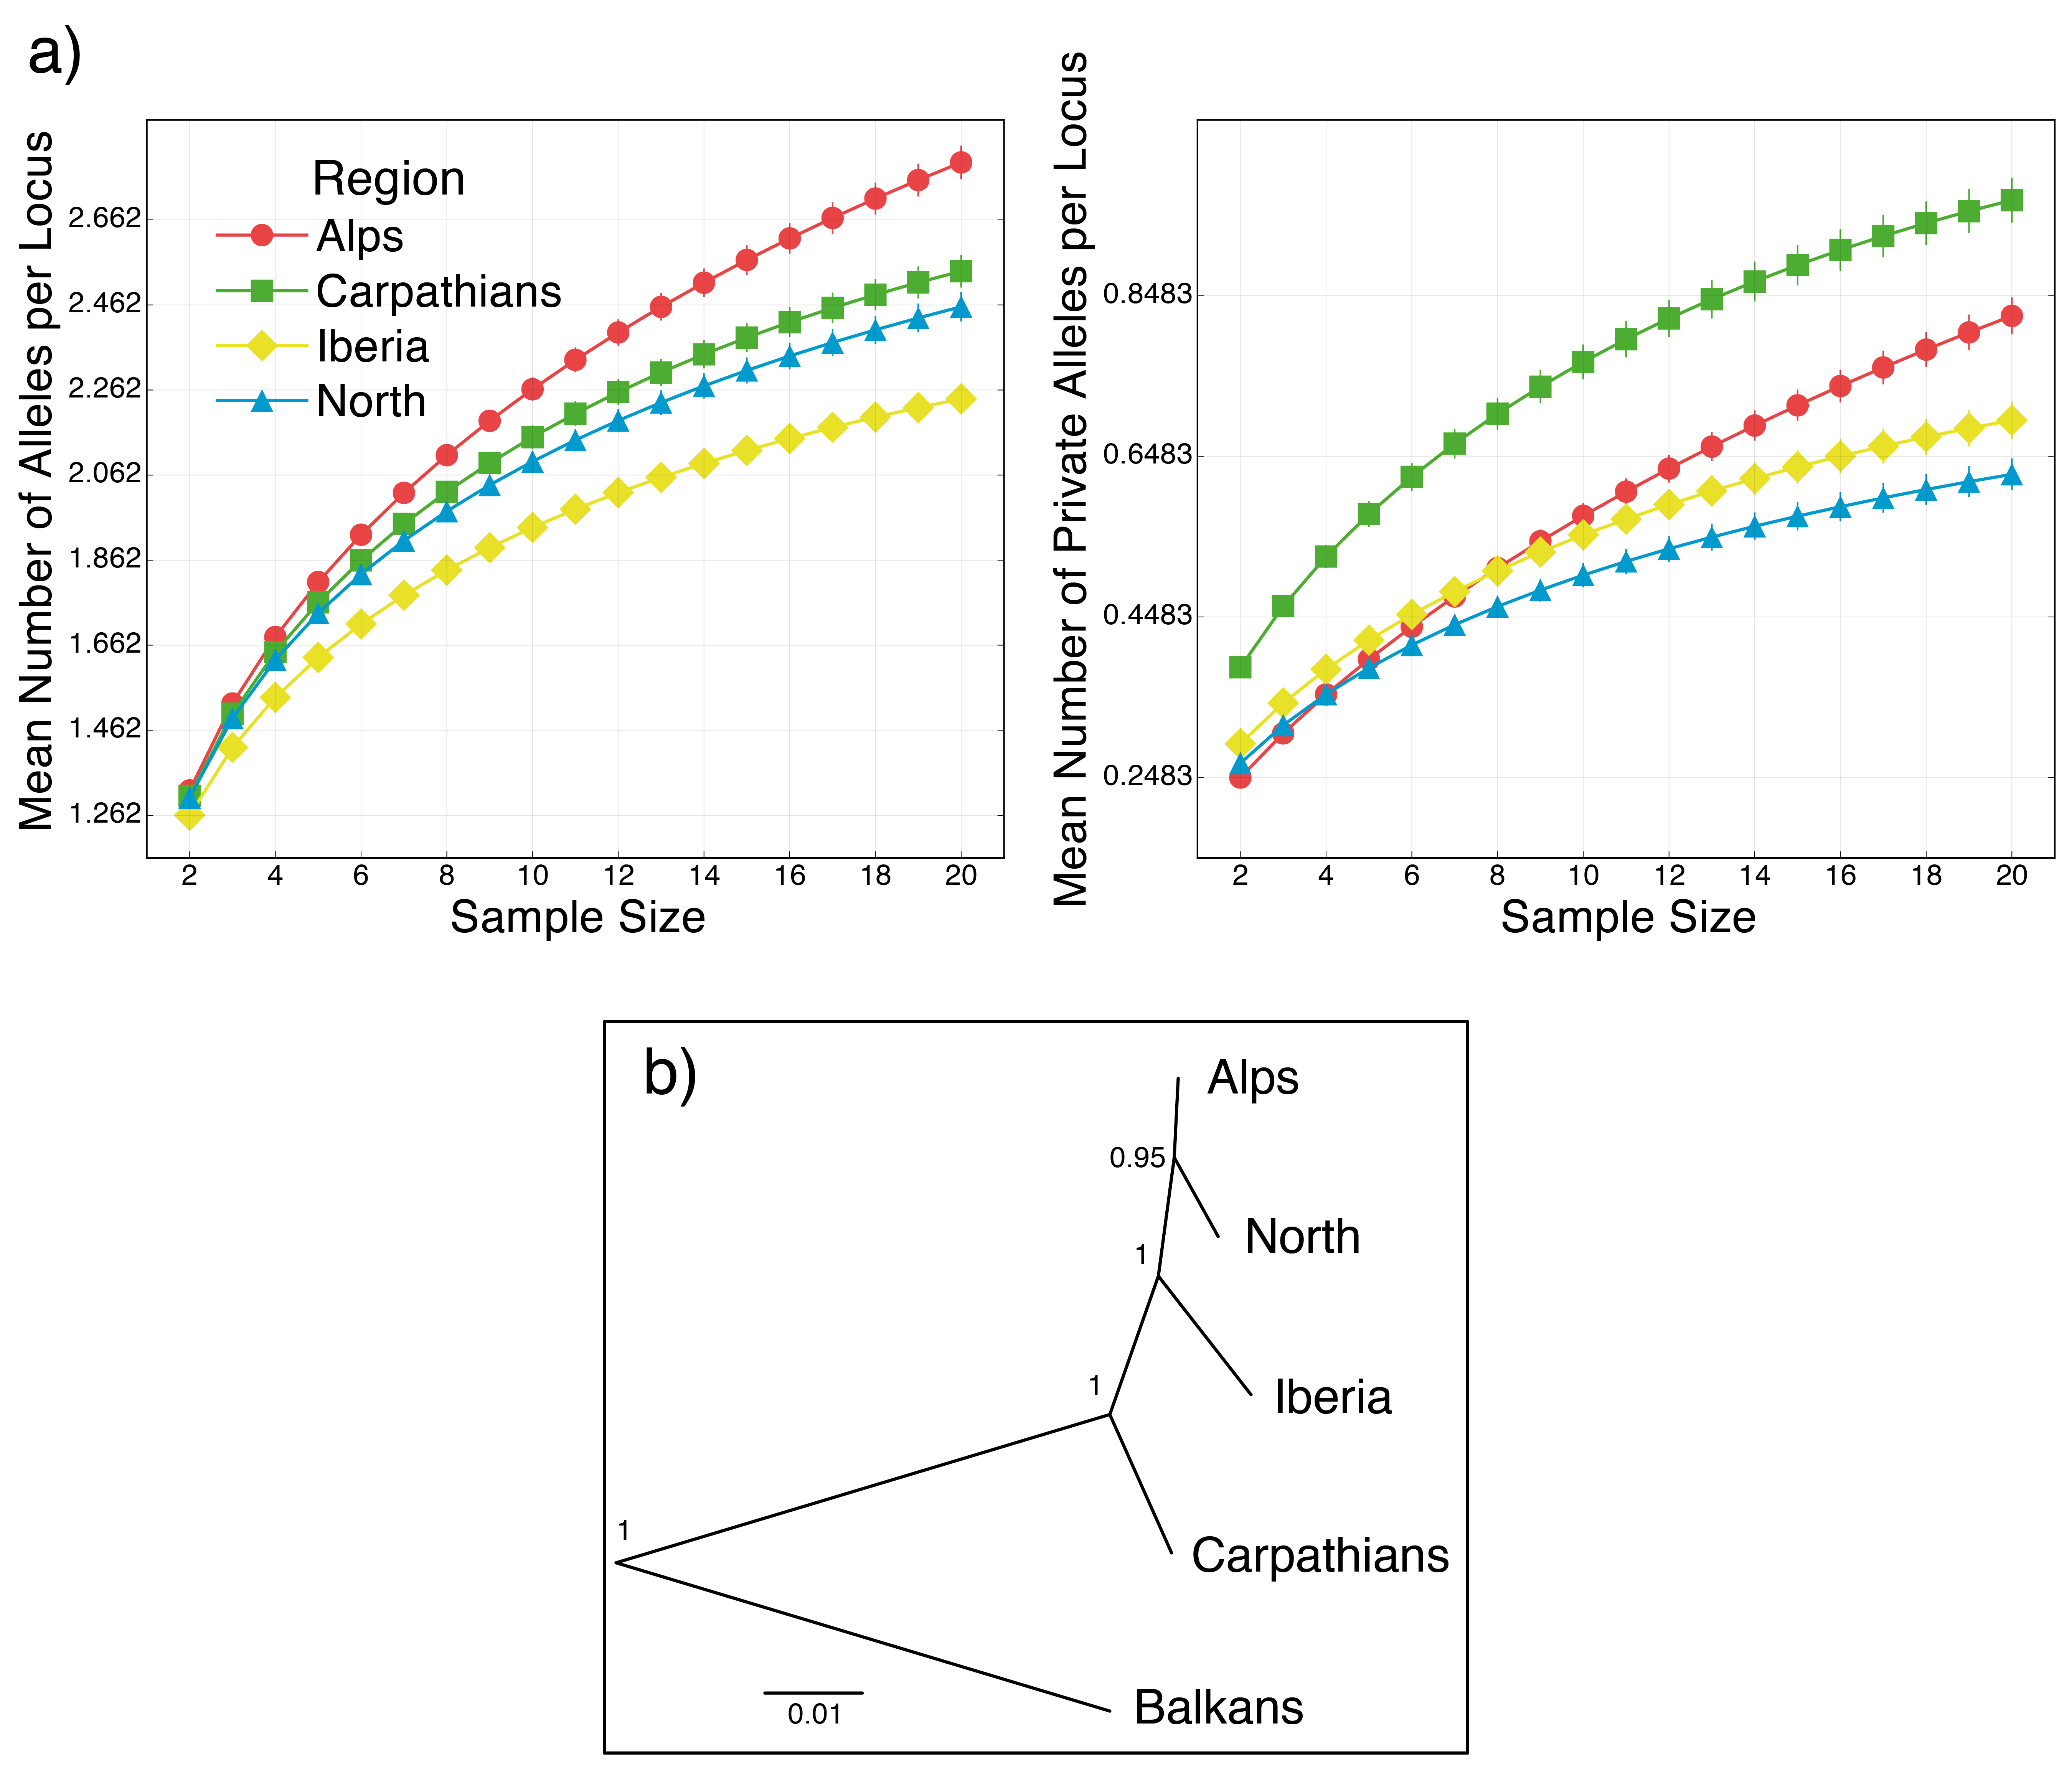 a)
Mean Number of Alleles per Locus
Region
Alps
Carpathians
Iberia
North
2.662
2.462
2.262
2.062
1.862
1.662
1.462
1.262
2 4 6 8 10 12 14 16 18 20
Sample Size
Mean Number of Private Alleles per Locus
0.8483
0.6483
0.4483
0.2483
2 4 6 8 10 12 14 16 18 20
Sample Size
b)
Alps
0.95
North
1
Iberia
1
Carpathians
1
Balkans
0.01